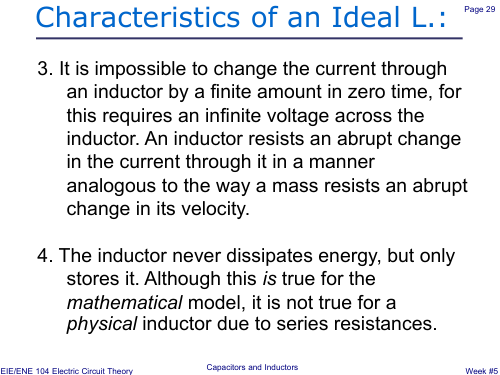 Characteristics of an Ideal L.:
Page 29
3. It is impossible to change the current through
an inductor by a finite amount in zero time, for
this requires an infinite voltage across the
inductor. An inductor resists an abrupt change
in the current through it in a manner
analogous to the way a mass resists an abrupt
change in its velocity.
4. The inductor never dissipates energy, but only
stores it. Although this is true for the
mathematical model, it is not true for a
physical inductor due to series resistances.
EIE/ENE 104 Electric Circuit Theory
Capacitors and Inductors
Week #5